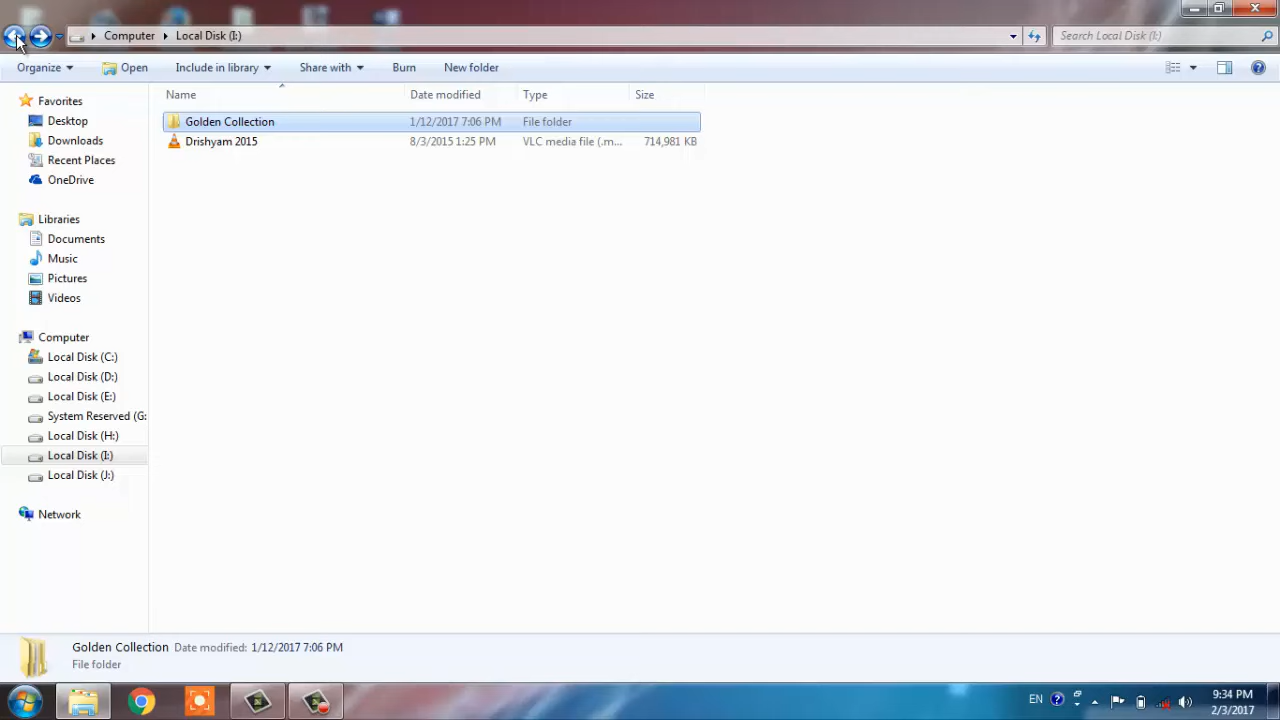 Computer Local Disk (I:)
Search Local Disk (I:)
Organize Open Include in library Share with Burn New folder
Name Date modified Type Size
Golden Collection 1/12/2017 7:06 PM File folder
Drishyam 2015 8/3/2015 1:25 PM VLC media file (.m... 714,981 KB
Favorites
Desktop
Downloads
Recent Places
OneDrive
Libraries
Documents
Music
Pictures
Videos
Computer
Local Disk (C:)
Local Disk (D:)
Local Disk (E:)
System Reserved (G:
Local Disk (H:)
Local Disk (I:)
Local Disk (J:)
Network
Golden Collection Date modified: 1/12/2017 7:06 PM
File folder
EN 9:34 PM
2/3/2017